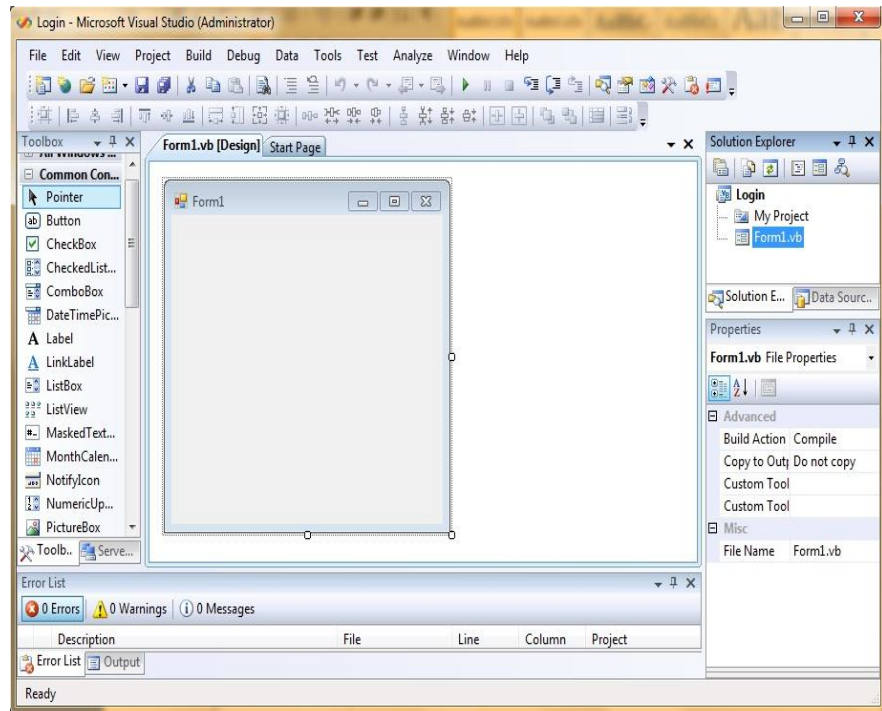 Login - Microsoft Visual Studio (Administrator)
File Edit View Project Build Debug Data Tools Test Analyze Window Help
Toolbox
Common Con...
Pointer
Button
CheckBox
CheckedList...
ComboBox
DateTimePic...
A Label
A LinkLabel
ListBox
ListView
MaskedText...
MonthCalen...
NotifyIcon
NumericUp...
PictureBox
Toolb.. Serve...
Form1.vb [Design] Start Page
Form1
Solution Explorer
Login
My Project
Form1.vb
Solution E... Data Sourc..
Properties
Form1.vb File Properties
Advanced
Build Action Compile
Copy to Out Do not copy
Custom Tool
Custom Tool
Misc
File Name Form1.vb
Error List
0 Errors 0 Warnings 0 Messages
Description File Line Column Project
Error List Output
Ready